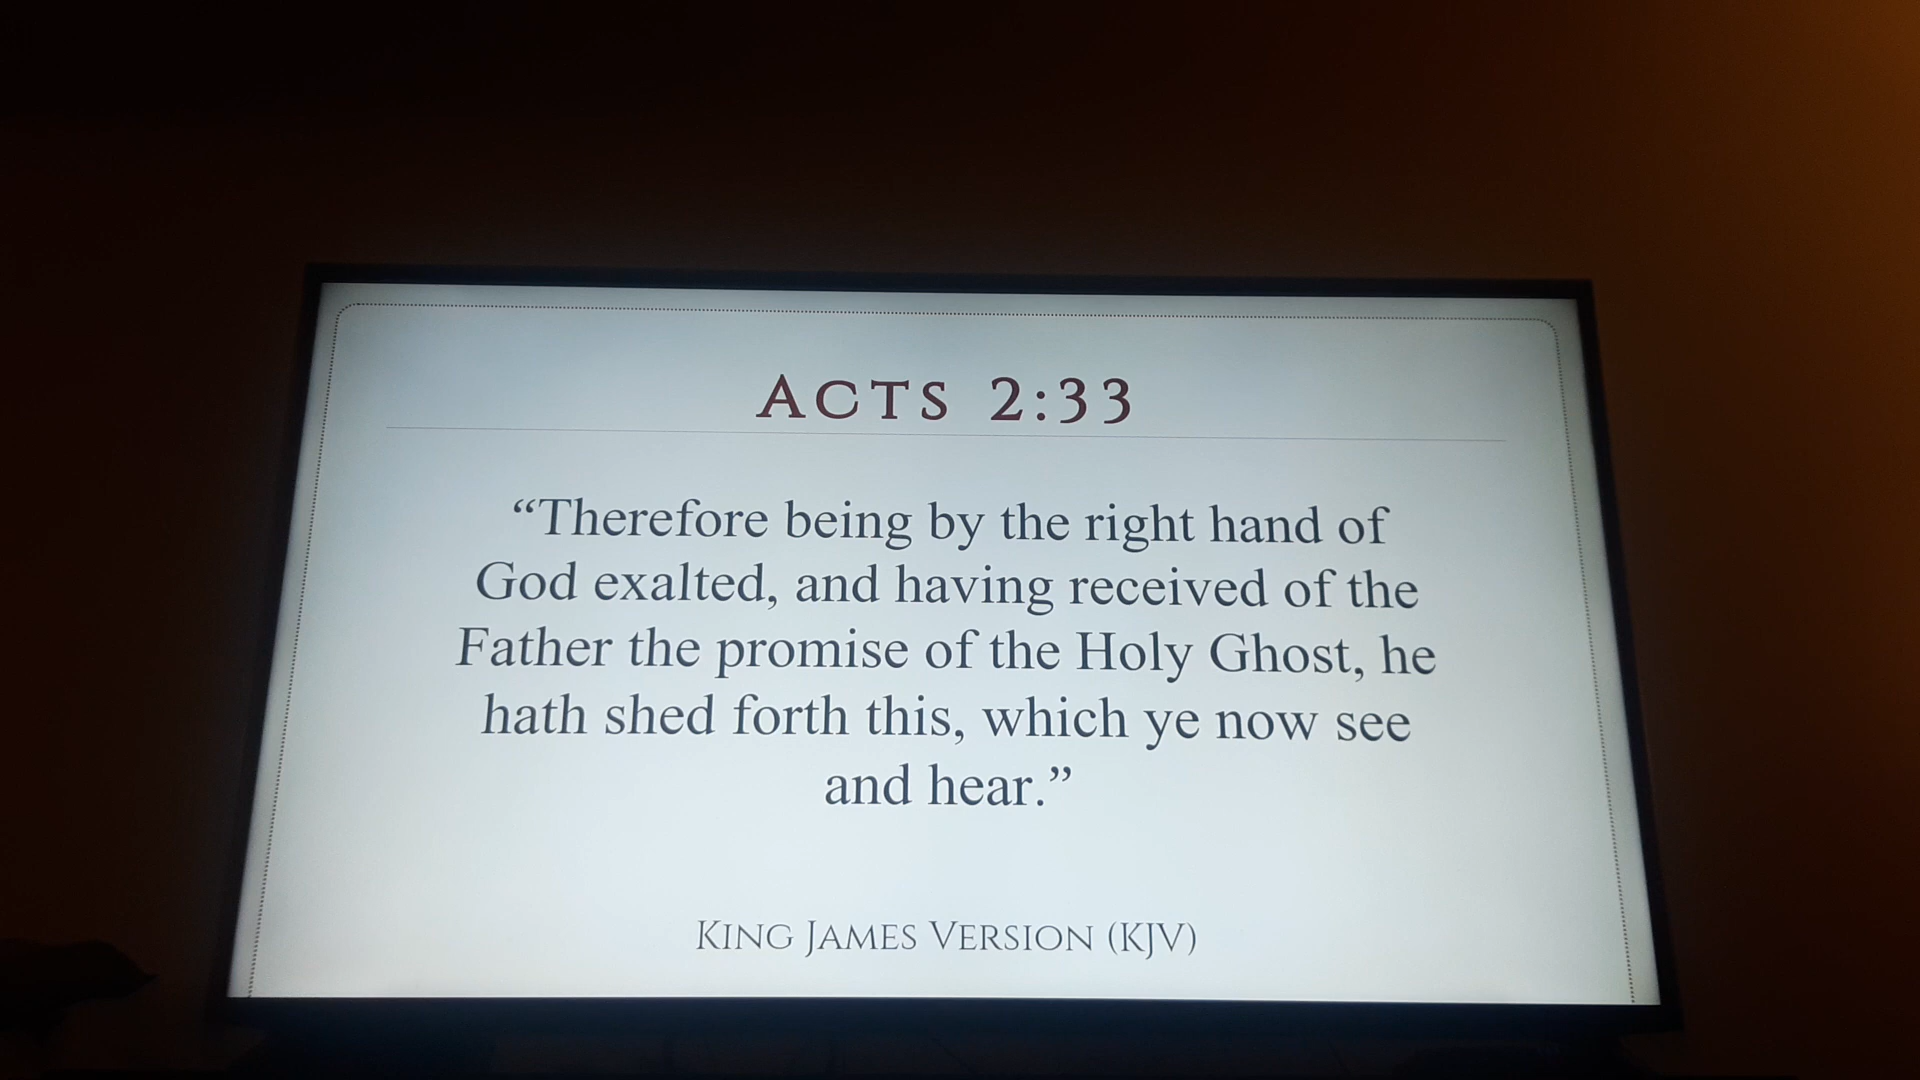 Acts 2:33
“Therefore being by the right hand of
God exalted, and having received of the
Father the promise of the Holy Ghost, he
hath shed forth this, which ye now see
and hear.”
King James Version (KJV)